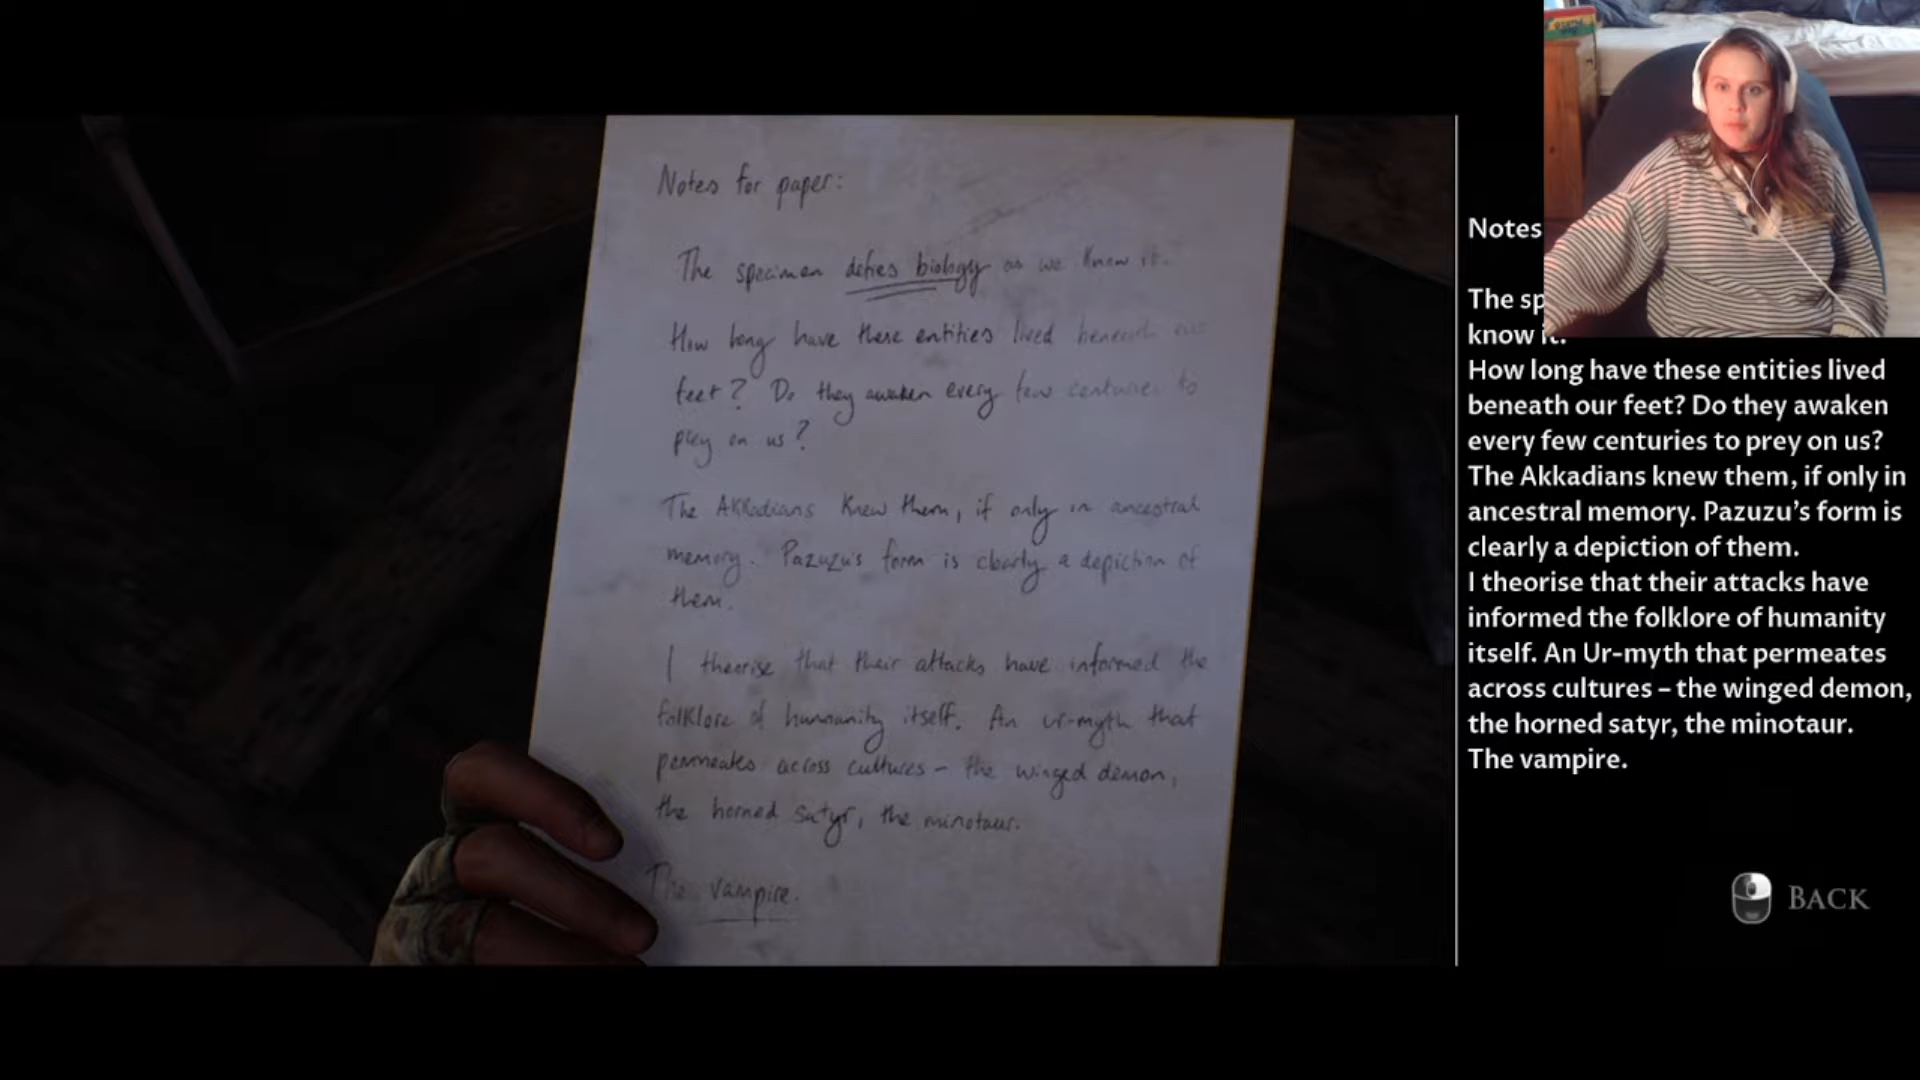 Notes for paper:
The specimen defies biology as we know it.
How long have these entities lived beneath our
feet? Do they awaken every few centuries to
prey on us?
The Akkadians knew them, if only in ancestral
memory. Pazuzu's form is clearly a depiction of
them.
I theorise that their attacks have informed the
folklore of humanity itself. An ur-myth that
permeates across cultures - the winged demon,
the horned satyr, the minotaur.
The vampire.
Notes
The sp
know it.
How long have these entities lived
beneath our feet? Do they awaken
every few centuries to prey on us?
The Akkadians knew them, if only in
ancestral memory. Pazuzu's form is
clearly a depiction of them.
I theorise that their attacks have
informed the folklore of humanity
itself. An Ur-myth that permeates
across cultures – the winged demon,
the horned satyr, the minotaur.
The vampire.
BACK